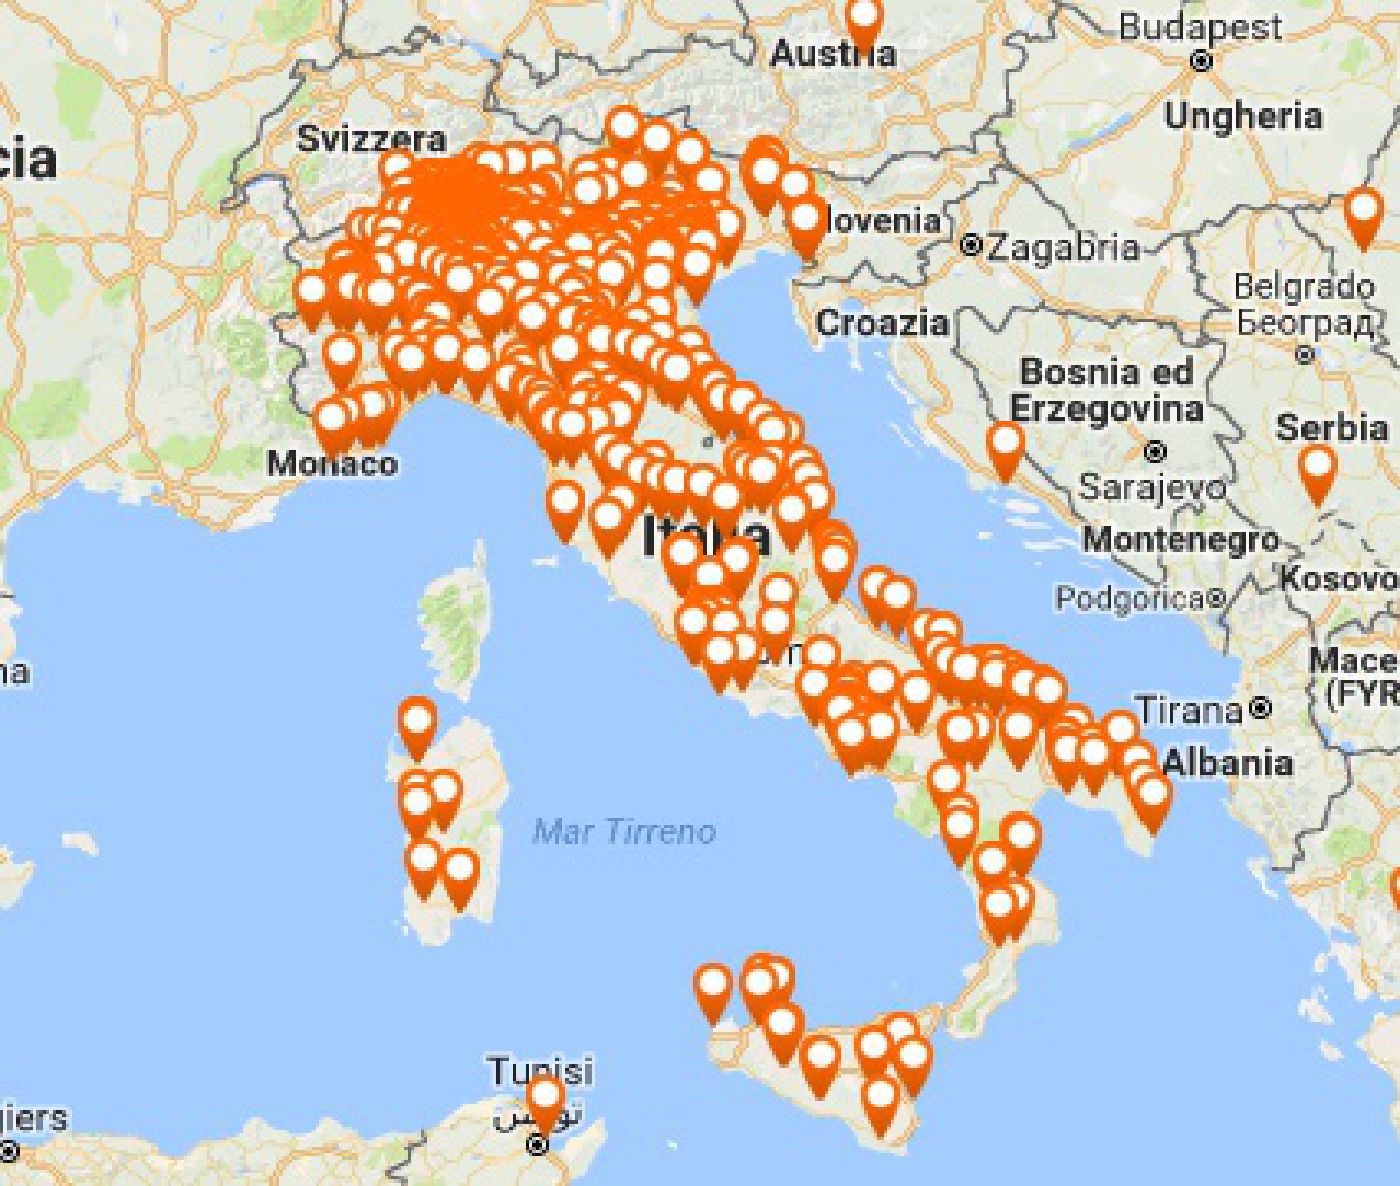 Budapest
Austria
Ungheria
Svizzera
cia
lovenia
Zagabria
Belgrado
Београд
Croazia
Bosnia ed
Erzegovina
Serbia
Monaco
Sarajevo
Italia
Montenegro
Kosovo
Podgorica
na
Mace
(FYR
Tirana
Albania
Mar Tirreno
Tunisi
تونس
giers